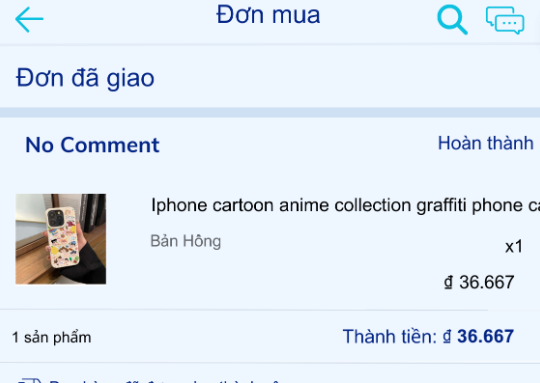 Đơn mua
Đơn đã giao
No Comment
Hoàn thành
Iphone cartoon anime collection graffiti phone ca
Bản Hồng
x1
₫ 36.667
1 sản phẩm
Thành tiền: ₫ 36.667